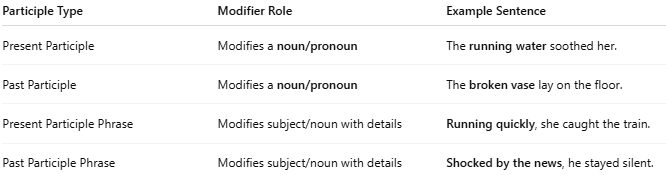 Participle Type Modifier Role Example Sentence
Present Participle Modifies a noun/pronoun The running water soothed her.
Past Participle Modifies a noun/pronoun The broken vase lay on the floor.
Present Participle Phrase Modifies subject/noun with details Running quickly, she caught the train.
Past Participle Phrase Modifies subject/noun with details Shocked by the news, he stayed silent.